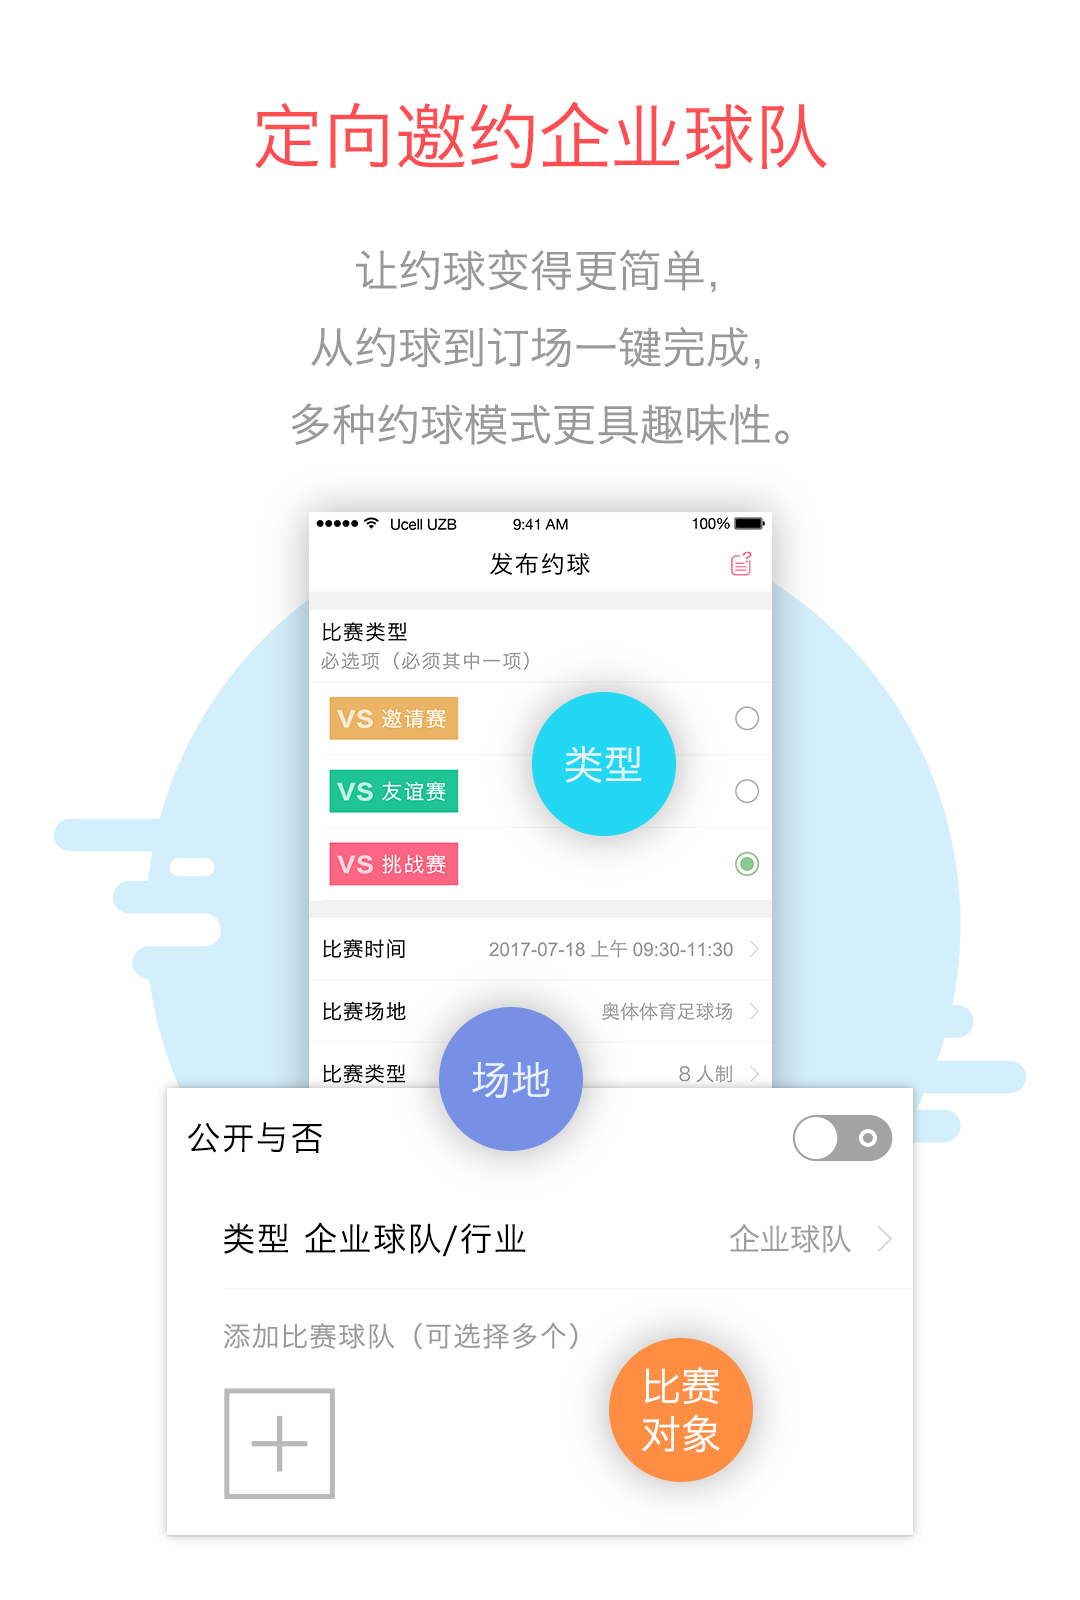 定向邀约企业球队
让约球变得更简单,
从约球到订场一键完成,
多种约球模式更具趣味性。
Ucell UZB 9:41 AM 100%
发布约球
比赛类型
必选项（必须其中一项）
VS 邀请赛
类型
VS 友谊赛
VS 挑战赛
比赛时间 2017-07-18 上午 09:30-11:30
比赛场地 奥体体育足球场
场地
比赛类型 8 人制
公开与否
类型 企业球队/行业 企业球队
添加比赛球队（可选择多个）
比赛
对象